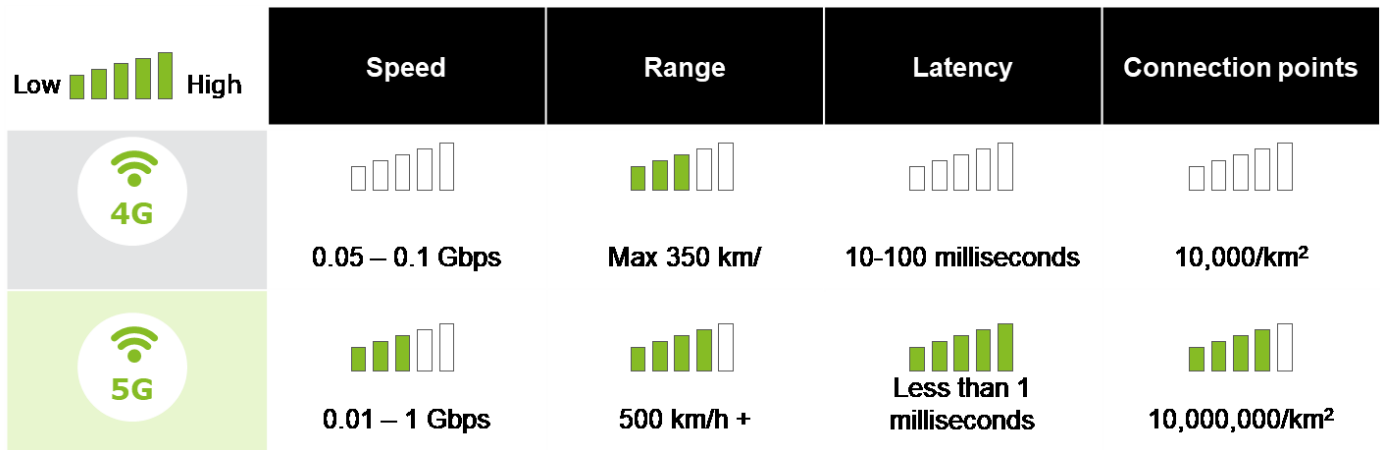 Low High
Speed Range Latency Connection points
4G
0.05 – 0.1 Gbps Max 350 km/ 10-100 milliseconds 10,000/km²
5G
0.01 – 1 Gbps 500 km/h + Less than 1
milliseconds 10,000,000/km²